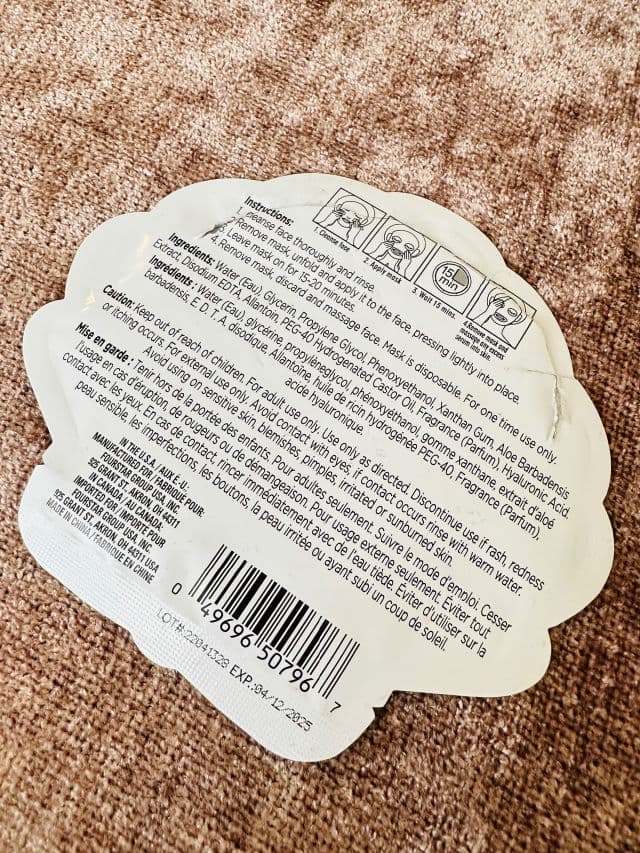 Instructions:
1. Cleanse face thoroughly and rinse.
2. Remove mask, unfold and apply it to the face, pressing lightly into place.
3. Leave mask on for 15-20 minutes.
4. Remove mask, discard and massage face. Mask is disposable. For one time use only.
1. Cleanse face
2. Apply mask
15 min
3. Wait 15 mins.
4. Remove mask and
massage any excess
serum into skin.
Ingredients: Water (Eau), Glycerin, Propylene Glycol, Phenoxyethanol, Xanthan Gum, Aloe Barbadensis
Extract, Disodium EDTA, Allantoin, PEG-40 Hydrogenated Castor Oil, Fragrance (Parfum), Hyaluronic Acid.
Ingrédients : Water (Eau), glycérine, propylèneglycol, phénoxyéthanol, gomme xanthane, extrait d'aloé
barbadensis, E. D. T. A. disodique, Allantoïne, huile de ricin hydrogénée PEG-40, Fragrance (Parfum),
acide hyaluronique.
Caution: Keep out of reach of children. For adult use only. Use only as directed. Discontinue use if rash, redness
or itching occurs. For external use only. Avoid contact with eyes, if contact occurs rinse with warm water.
Avoid using on sensitive skin, blemishes, pimples, irritated or sunburned skin.
Mise en garde : Tenir hors de la portée des enfants. Pour adultes seulement. Suivre le mode d'emploi. Cesser
l'usage en cas d'éruption, de rougeurs ou de démangeaison. Pour usage externe seulement. Éviter tout
contact avec les yeux. En cas de contact, rincer immédiatement avec de l'eau tiède. Éviter d'utiliser sur la
peau sensible, les imperfections, les boutons, la peau irritée ou ayant subi un coup de soleil.
IN THE U.S.A. / AUX É.-U.:
MANUFACTURED FOR / FABRIQUÉ POUR:
FOURSTAR GROUP USA, INC.
925 GRANT ST. AKRON, OH 44311
IN CANADA / AU CANADA:
IMPORTED FOR / IMPORTÉ POUR
FOURSTAR GROUP USA, INC.
925 GRANT ST. AKRON, OH 44311, USA
MADE IN CHINA / FABRIQUÉ EN CHINE
0 49696 50796 7
LOT#:22041328 EXP.:04/12/2025